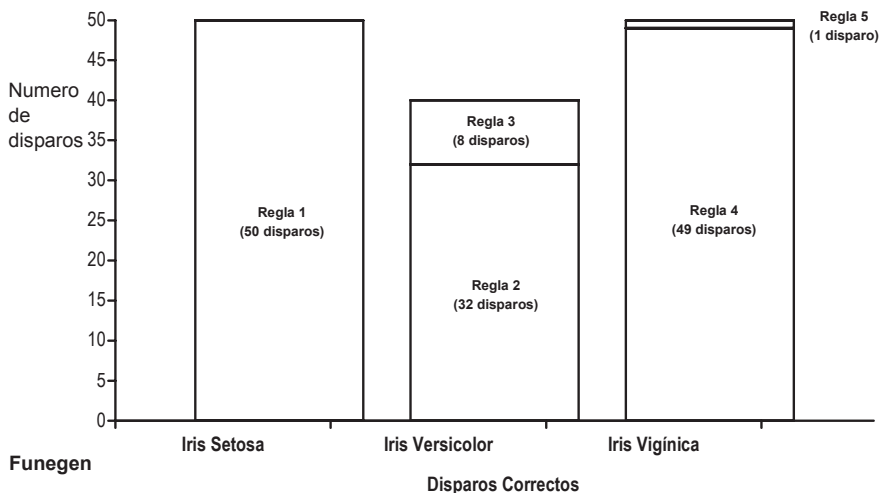 50
45
40
35
30
25
20
15
10
5
0
Numero
de
disparos
Regla 1
(50 disparos)
Regla 3
(8 disparos)
Regla 2
(32 disparos)
Regla 4
(49 disparos)
Regla 5
(1 disparo)
Iris Setosa
Iris Versicolor
Iris Vigínica
Funegen
Disparos Correctos